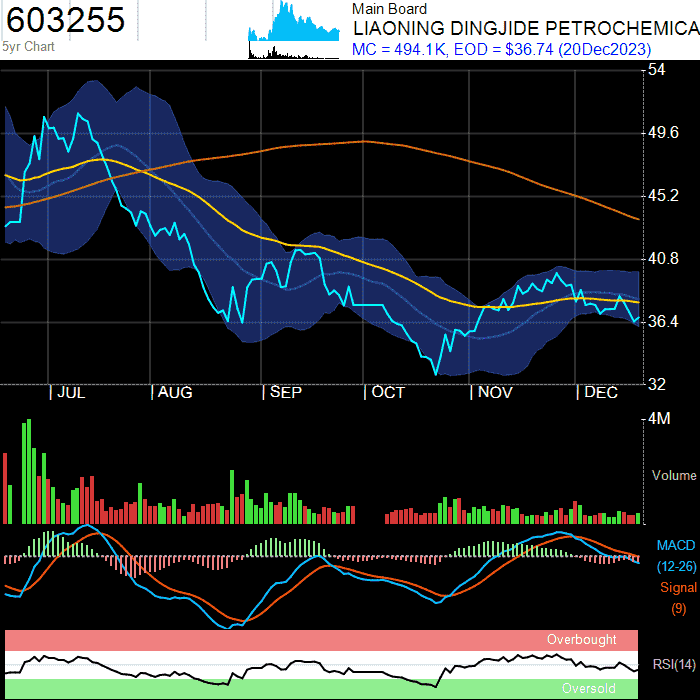 603255
5yr Chart
Main Board
LIAONING DINGJIDE PETROCHEMICA
MC = 494.1K, EOD = $36.74 (20Dec2023)
54
49.6
45.2
40.8
36.4
32
| JUL | AUG | SEP | OCT | NOV | DEC
4M
Volume
MACD
(12-26)
Signal
(9)
Overbought
RSI(14)
Oversold